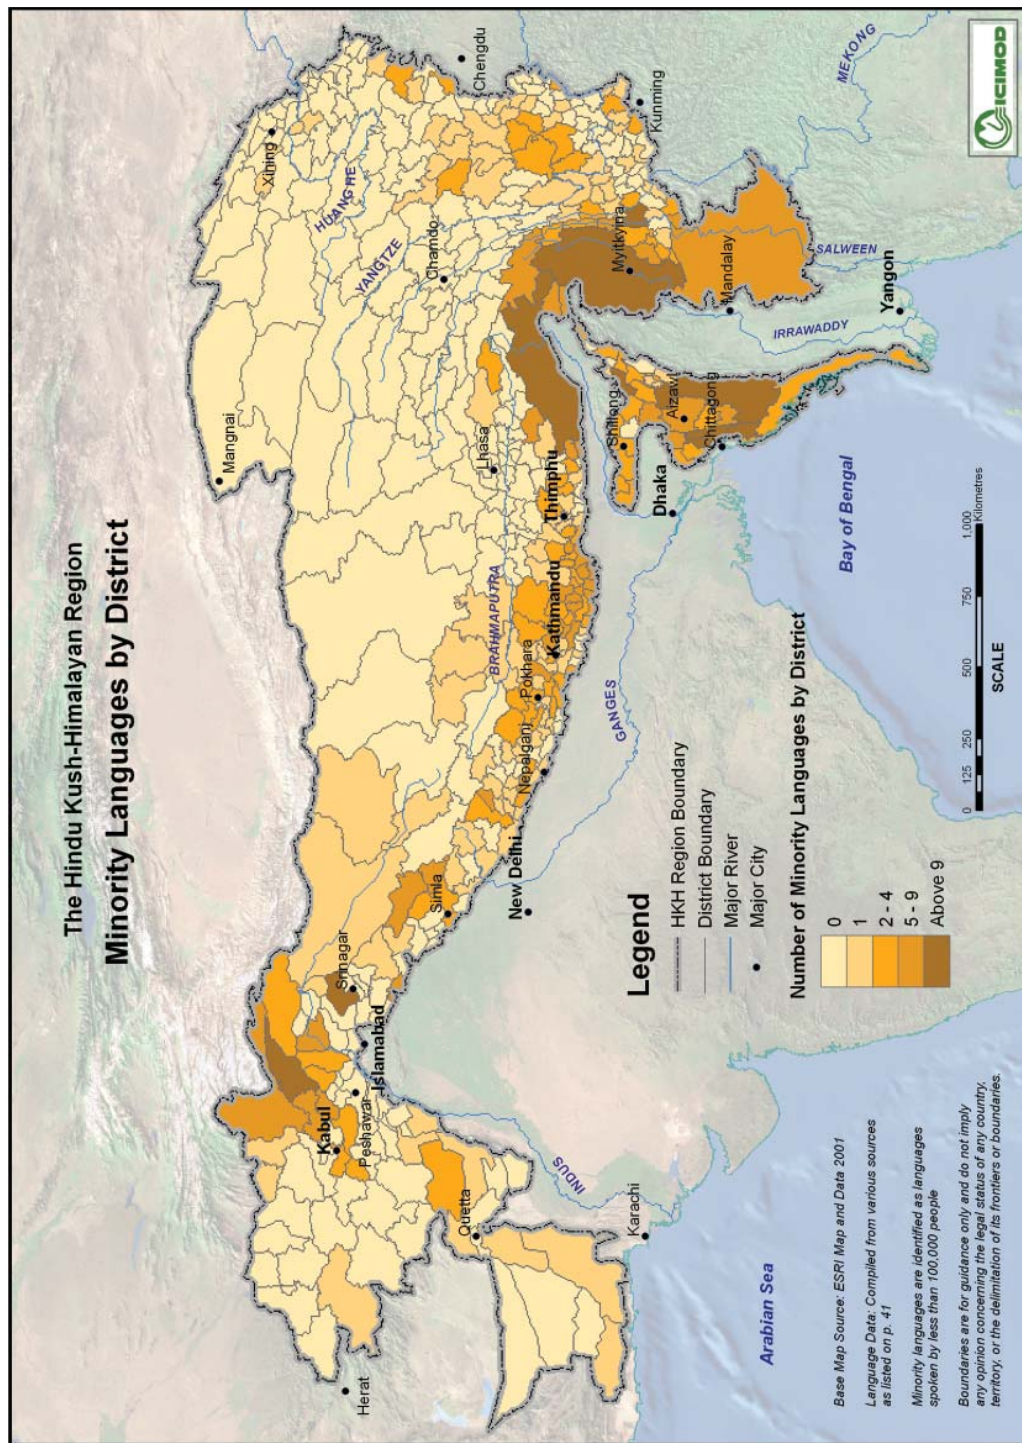 The Hindu Kush-Himalayan Region
Minority Languages by District
Mangnai
Xining
HUANG HE
YANGTZE
Chamdo
Chengdu
Kunming
MEKONG
Lhasa
BRAHMAPUTRA
Srinagar
Simla
Kabul
Peshawar
Islamabad
Herat
Quetta
INDUS
Karachi
New Delhi
Nepalganj
Pokhara
Kathmandu
Thimphu
GANGES
Dhaka
Shillong
Aizawl
Chittagong
Myitkyina
Mandalay
SALWEEN
IRRAWADDY
Yangon
Arabian Sea
Bay of Bengal
Legend
HKH Region Boundary
District Boundary
Major River
Major City
Number of Minority Languages by District
0
1
2 - 4
5 - 9
Above 9
0 125 250 500 750 1,000
Kilometres
SCALE
Base Map Source: ESRI Map and Data 2001
Language Data: Compiled from various sources
as listed on p. 41
Minority languages are identified as languages
spoken by less than 100,000 people
Boundaries are for guidance only and do not imply
any opinion concerning the legal status of any country,
territory, or the delimitation of its frontiers or boundaries.
ICIMOD